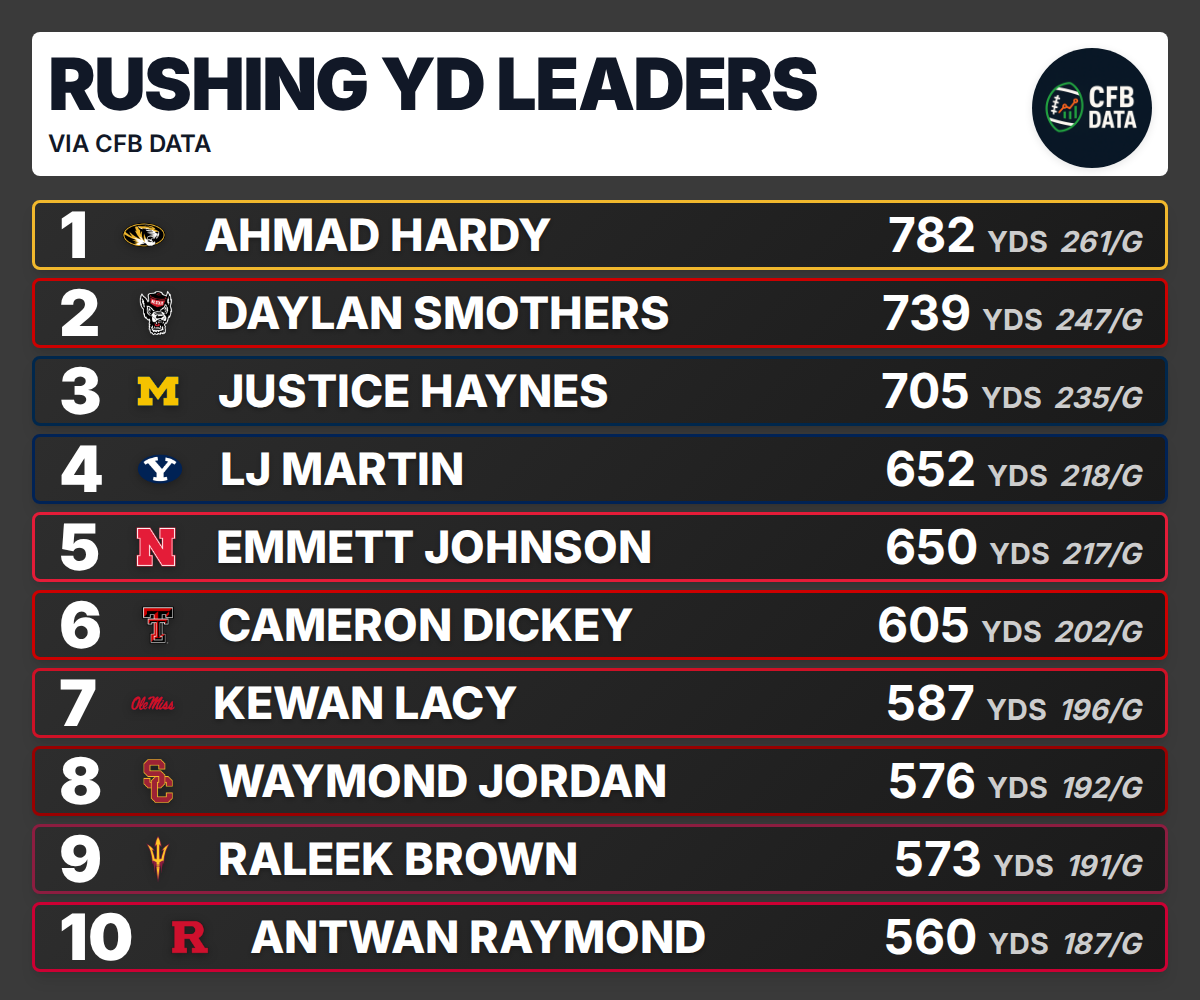 RUSHING YD LEADERS
VIA CFB DATA
CFB
DATA
1 AHMAD HARDY 782 YDS 261/G
2 DAYLAN SMOTHERS 739 YDS 247/G
3 M JUSTICE HAYNES 705 YDS 235/G
4 Y LJ MARTIN 652 YDS 218/G
5 N EMMETT JOHNSON 650 YDS 217/G
6 T CAMERON DICKEY 605 YDS 202/G
7 Ole Miss KEWAN LACY 587 YDS 196/G
8 SC WAYMOND JORDAN 576 YDS 192/G
9 RALEEK BROWN 573 YDS 191/G
10 R ANTWAN RAYMOND 560 YDS 187/G